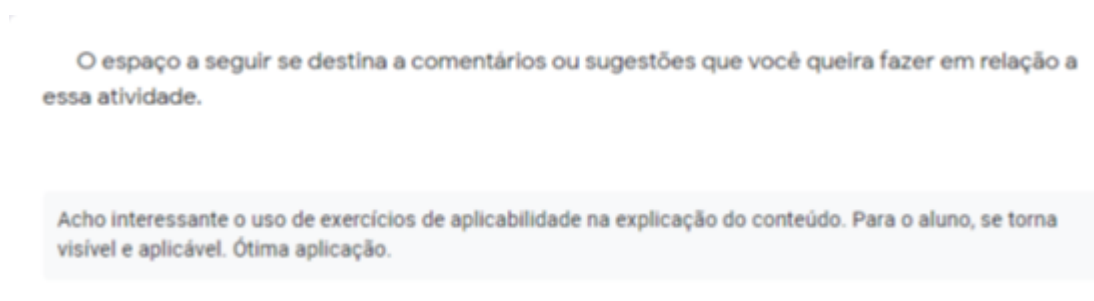 O espaço a seguir se destina a comentários ou sugestões que você queira fazer em relação a
essa atividade.
Acho interessante o uso de exercícios de aplicabilidade na explicação do conteúdo. Para o aluno, se torna
visível e aplicável. Ótima aplicação.